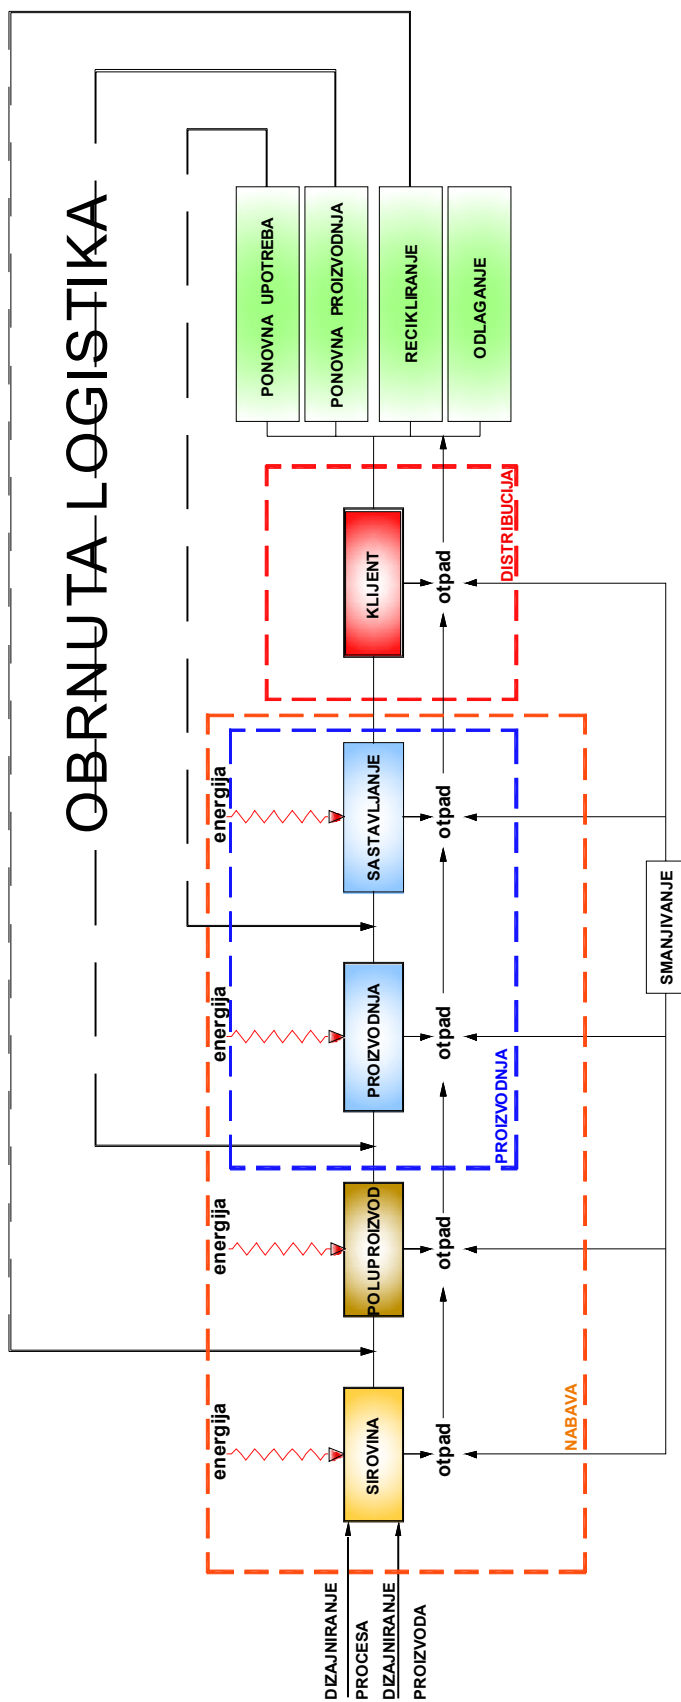 OBRNUTA LOGISTIKA
energija
energija
energija
energija
DIZAJNIRANJE
PROCESA
DIZAJNIRANJE
PROIZVODA
SIROVINA
POLUPROIZVOD
PROIZVODNJA
SASTAVLJANJE
KLIJENT
PONOVNA UPOTREBA
PONOVNA PROIZVODNJA
RECIKLIRANJE
ODLAGANJE
otpad
otpad
otpad
otpad
otpad
PROIZVODNJA
DISTRIBUCIJA
NABAVA
SMANJIVANJE